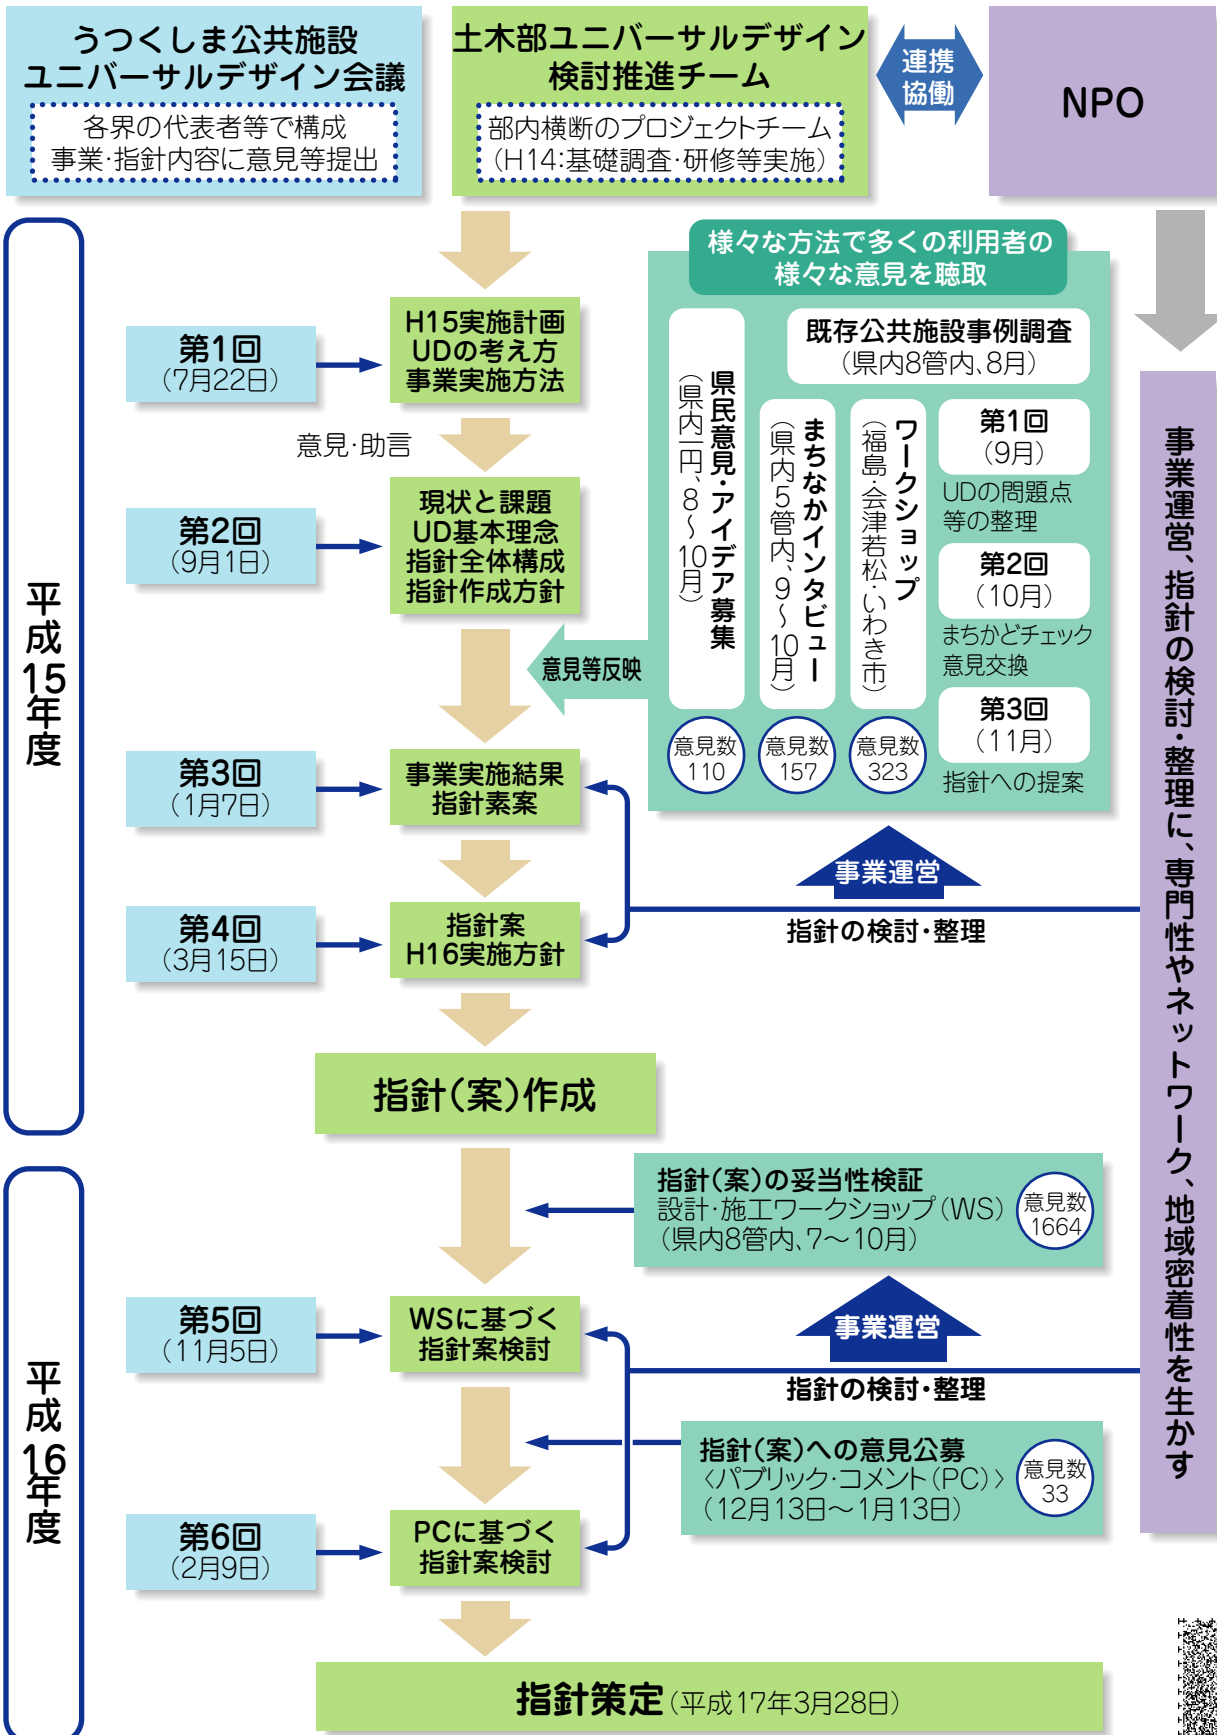 うつくしま公共施設
ユニバーサルデザイン会議
各界の代表者等で構成
事業・指針内容に意見等提出
土木部ユニバーサルデザイン
検討推進チーム
部内横断のプロジェクトチーム
（H14：基礎調査・研修等実施）
連携
協働
NPO
平成15年度
第1回
（7月22日）
H15実施計画
UDの考え方
事業実施方法
意見・助言
第2回
（9月1日）
現状と課題
UD基本理念
指針全体構成
指針作成方針
意見等反映
様々な方法で多くの利用者の
様々な意見を聴取
県民意見・アイデア募集
（県内一円、8〜10月）
意見数
110
まちなかインタビュー
（県内5管内、9〜10月）
意見数
157
既存公共施設事例調査
（県内8管内、8月）
ワークショップ
（福島・会津若松・いわき市）
意見数
323
第1回
（9月）
UDの問題点
等の整理
第2回
（10月）
まちかどチェック
意見交換
第3回
（11月）
指針への提案
第3回
（1月7日）
事業実施結果
指針素案
事業運営
指針の検討・整理
第4回
（3月15日）
指針案
H16実施方針
指針（案）作成
事業運営、指針の検討・整理に、専門性やネットワーク、地域密着性を生かす
平成16年度
指針（案）の妥当性検証
設計・施工ワークショップ（WS）
（県内8管内、7〜10月）
意見数
1664
第5回
（11月5日）
WSに基づく
指針案検討
事業運営
指針の検討・整理
指針（案）への意見公募
〈パブリック・コメント（PC）〉
（12月13日〜1月13日）
意見数
33
第6回
（2月9日）
PCに基づく
指針案検討
指針策定（平成17年3月28日）